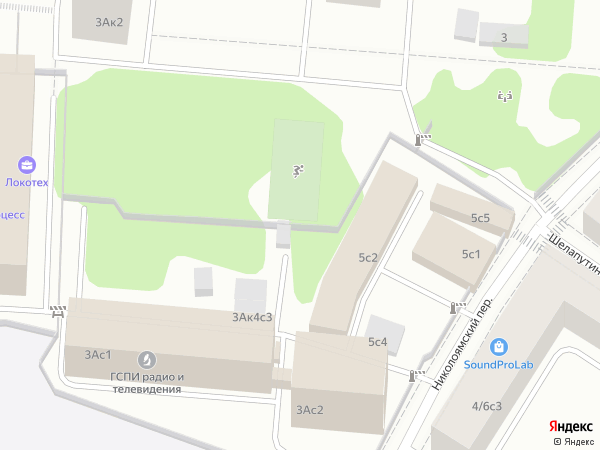 3Ак2
3
Локотех
оцесс
5с5
5с1
5с2
Шелапутин
3Ак4с3
Николоямский пер.
5с4
3Ас1
ГСПИ радио и
телевидения
SoundProLab
3Ас2
4/6с3
Яндекс
© Яндекс